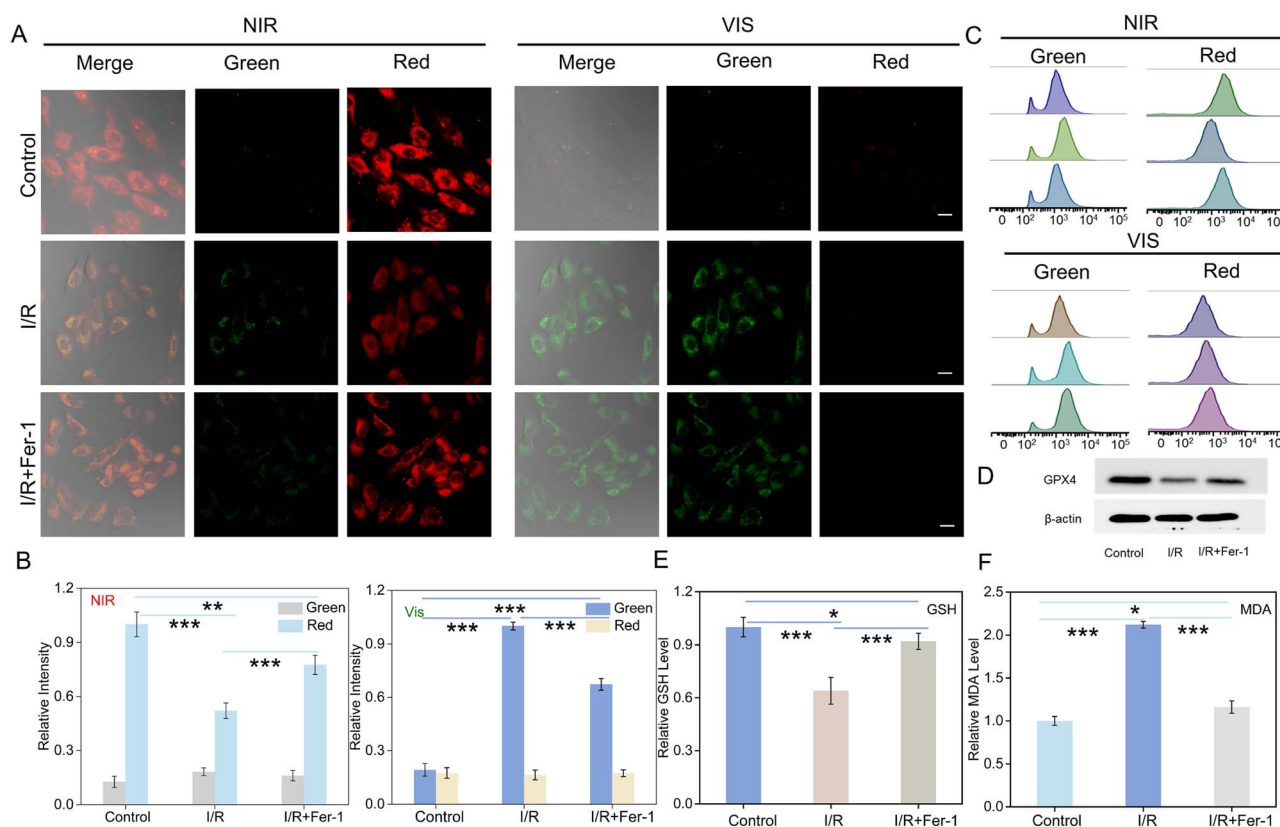 A
NIR
VIS
Merge Green Red Merge Green Red
Control
I/R
I/R+Fer-1
C
NIR
Green Red
0 10² 10³ 10⁴ 10⁵ 0 10² 10³ 10⁴ 10⁵
VIS
Green Red
0 10² 10³ 10⁴ 10⁵ 0 10² 10³ 10⁴ 10⁵
D
GPX4
β-actin
Control I/R I/R+Fer-1
B
NIR
Green
Red
**
***
***
Relative Intensity
1.2
0.9
0.6
0.3
0.0
Control I/R I/R+Fer-1
Vis
Green
Red
***
*** ***
Relative Intensity
1.2
0.9
0.6
0.3
0.0
Control I/R I/R+Fer-1
E
GSH
*
*** ***
Relative GSH Level
1.2
0.9
0.6
0.3
0.0
Control I/R I/R+Fer-1
F
MDA
*
*** ***
Relative MDA Level
2.5
2.0
1.5
1.0
0.5
0.0
Control I/R I/R+Fer-1